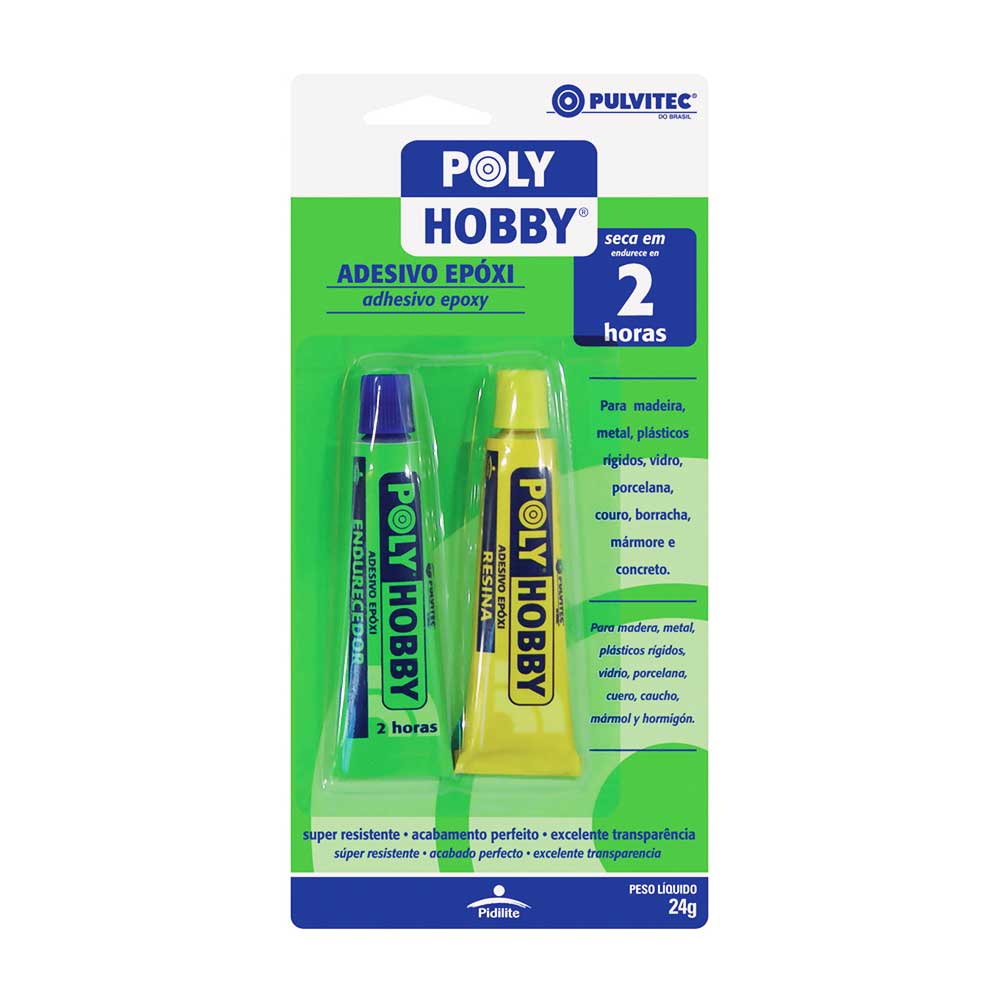 PULVITEC®
DO BRASIL
POLY
HOBBY®
ADESIVO EPÓXI
adhesivo epoxy
seca em
endurece en
2
horas
Para madeira,
metal, plásticos
rígidos, vidro,
porcelana,
couro, borracha,
mármore e
concreto.
Para madera, metal,
plásticos rígidos,
vidrio, porcelana,
cuero, caucho,
mármol y hormigón.
ENDURECEDOR
ADESIVO EPÓXI
POLY HOBBY
PULVITEC
2 horas
RESINA
ADESIVO EPÓXI
POLY HOBBY
PULVITEC
super resistente • acabamento perfeito • excelente transparência
súper resistente • acabado perfecto • excelente transparencia
Pidilite
PESO LÍQUIDO
24g